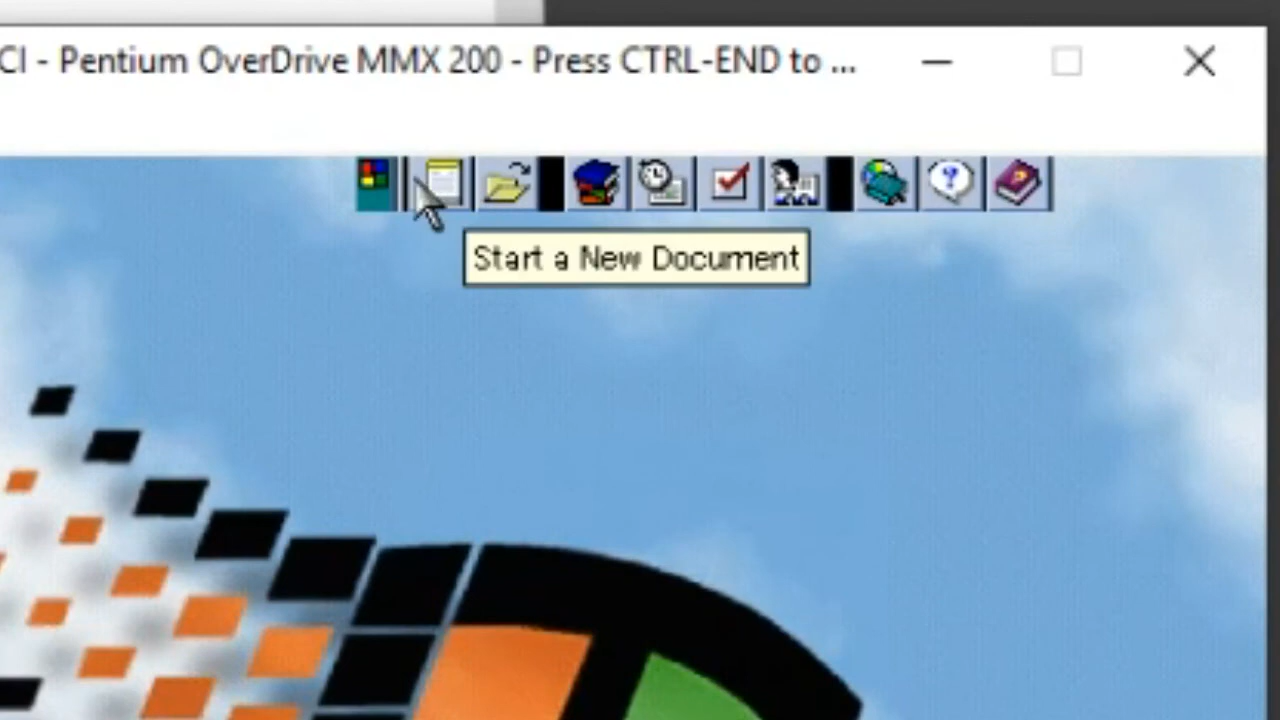 CI - Pentium OverDrive MMX 200 - Press CTRL-END to ...
Start a New Document